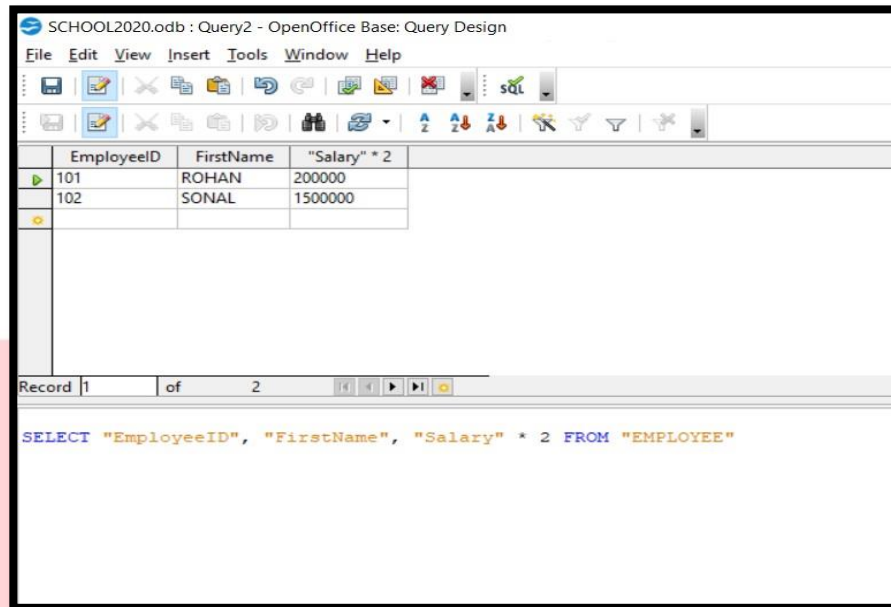 SCHOOL2020.odb : Query2 - OpenOffice Base: Query Design
File Edit View Insert Tools Window Help
SQL
EmployeeID FirstName "Salary" * 2
101 ROHAN 200000
102 SONAL 1500000
Record 1 of 2
SELECT "EmployeeID", "FirstName", "Salary" * 2 FROM "EMPLOYEE"